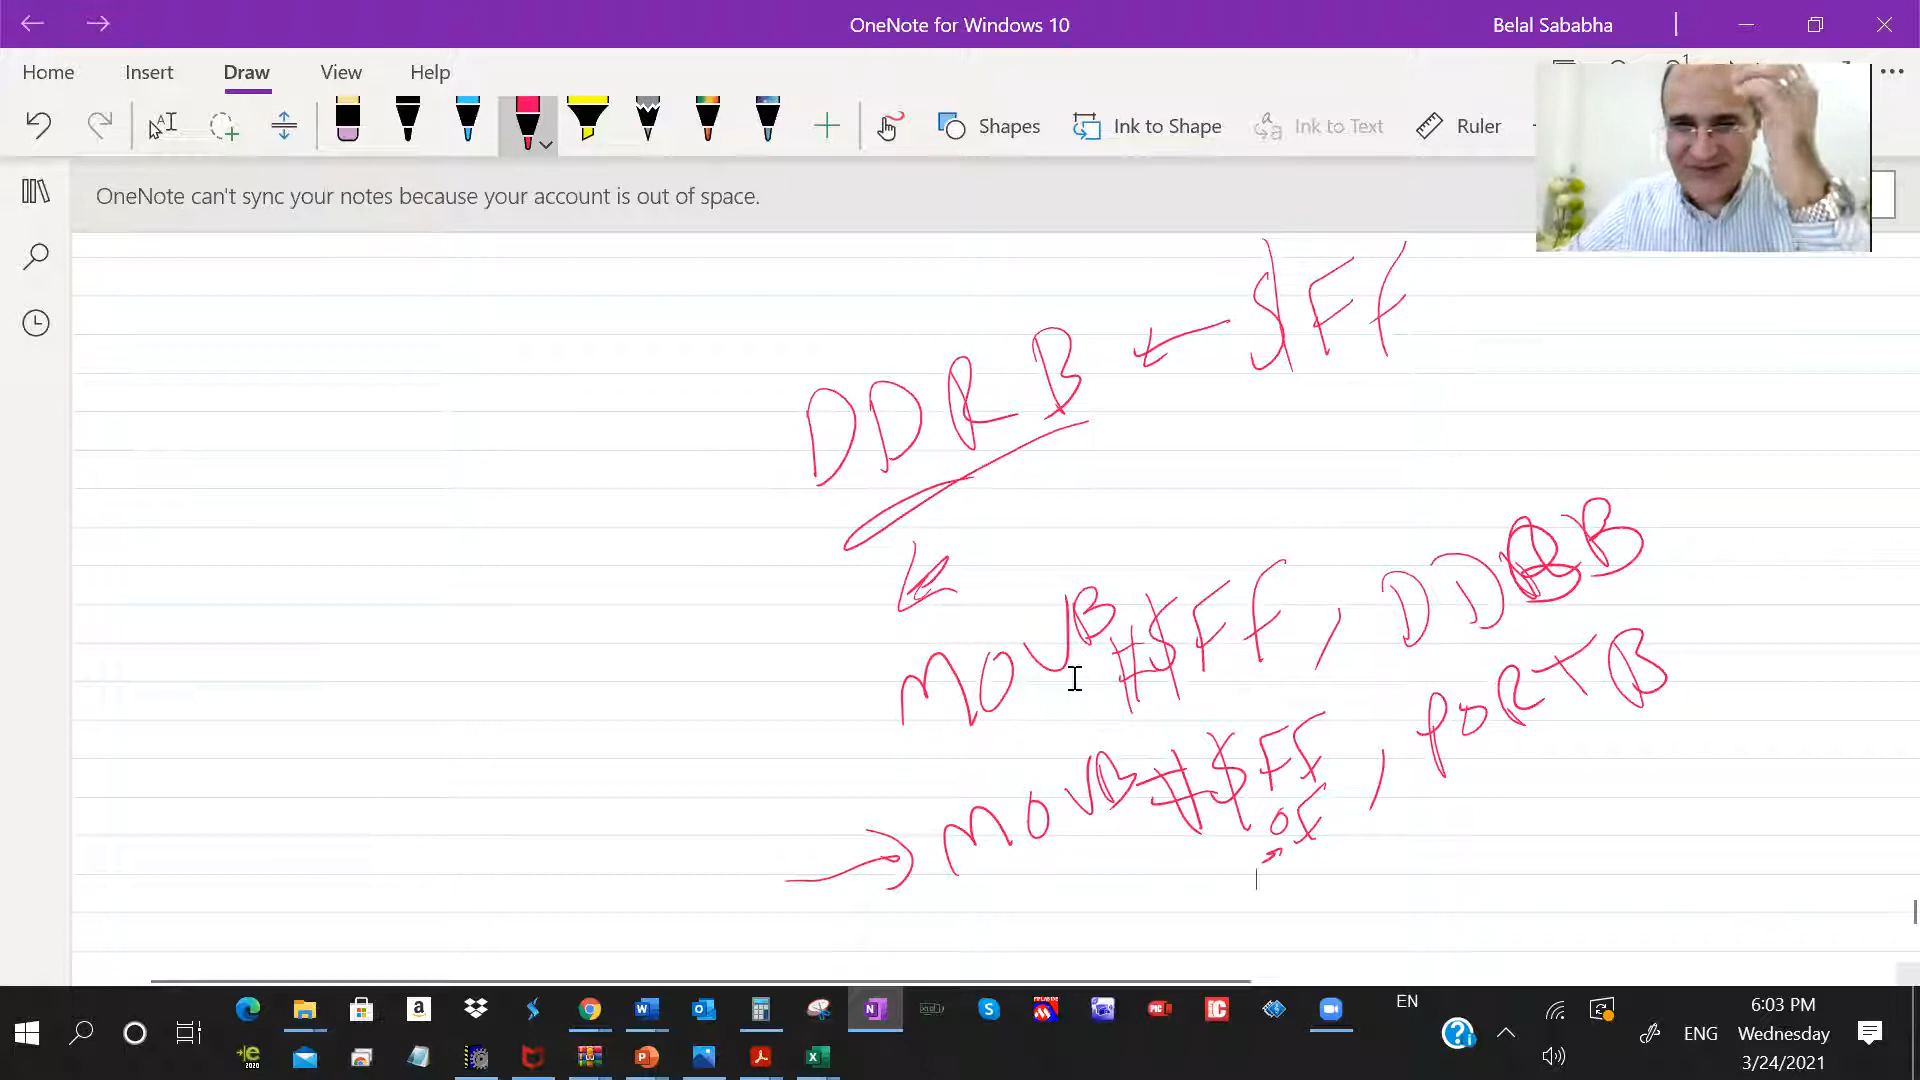 OneNote for Windows 10
Belal Sababha
Home Insert Draw View Help
Shapes
Ink to Shape
Ink to Text
Ruler
OneNote can't sync your notes because your account is out of space.
DDRB ← $FF
MOVB #$FF, DDRB
MOVB #$FF, PORTB
0F
EN
6:03 PM
ENG Wednesday
3/24/2021